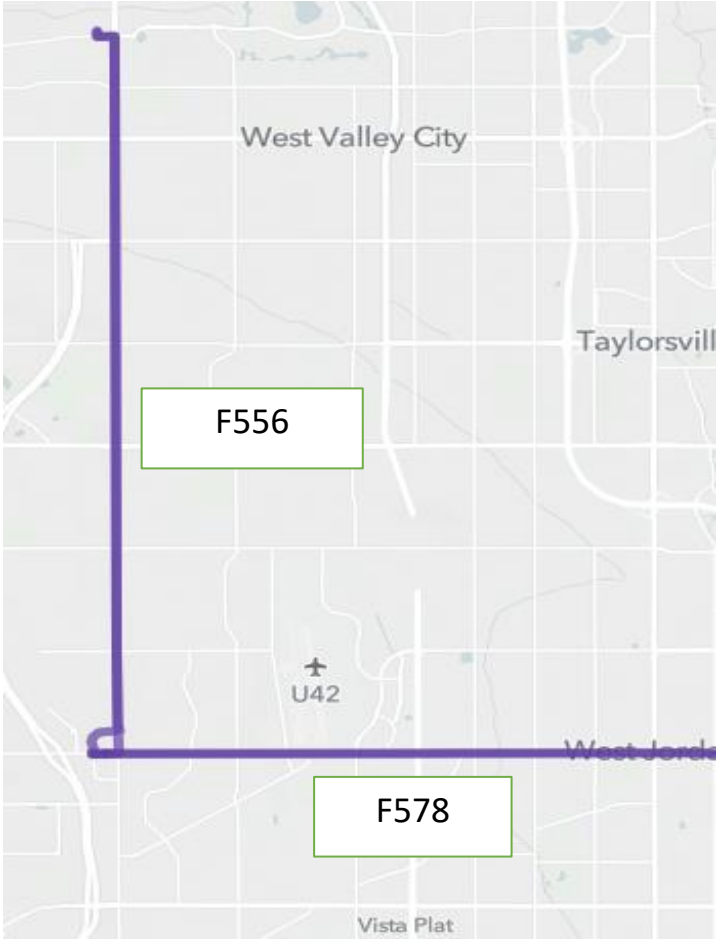 West Valley City
Taylorsvill
F556
U42
West Jorda
F578
Vista Plat